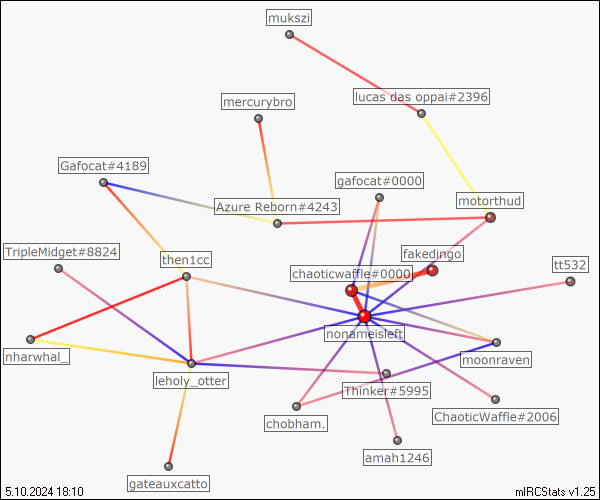 mukszi
lucas das oppai#2396
mercurybro
Gafocat#4189
gafocat#0000
motorthud
Azure Reborn#4243
TripleMidget#8824
then1cc
fakedingo
tt532
chaoticwaffle#0000
nonameisleft
nharwhal_
moonraven
leholy_otter
Thinker#5995
chobham.
ChaoticWaffle#2006
amah1246
gateauxcatto
5.10.2024 18:10
mIRCStats v1.25